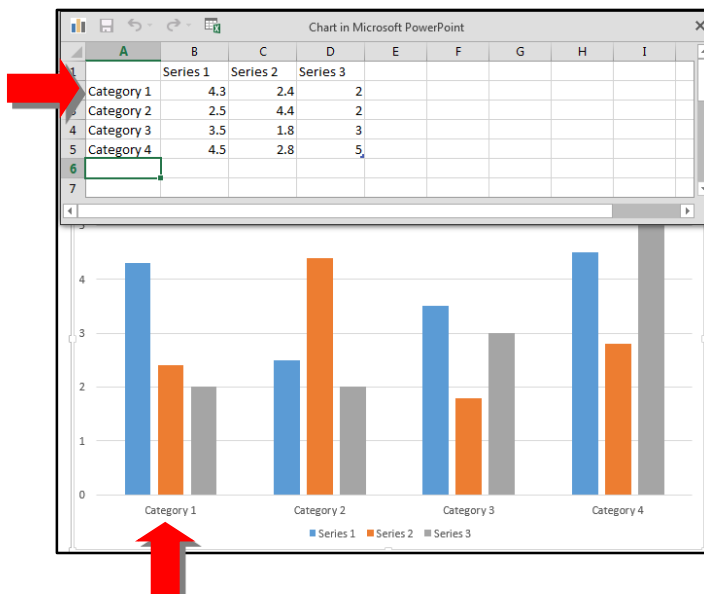 Chart in Microsoft PowerPoint
A B C D E F G H I
1 Series 1 Series 2 Series 3
Category 1 4.3 2.4 2
Category 2 2.5 4.4 2
4 Category 3 3.5 1.8 3
5 Category 4 4.5 2.8 5
6
7
5
4
3
2
1
0
Category 1 Category 2 Category 3 Category 4
Series 1 Series 2 Series 3